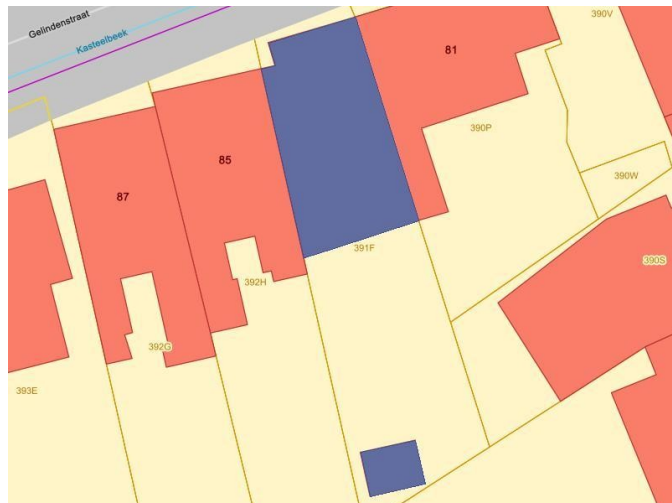 Gelindenstraat
Kasteelbeek
390V
81
390P
85
390W
87
391F
390S
392H
392G
393E